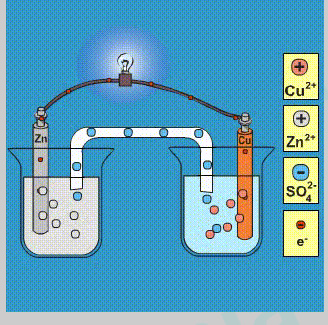 Zn
Cu
+
Cu2+
+
Zn2+
-
SO42-
-
e-